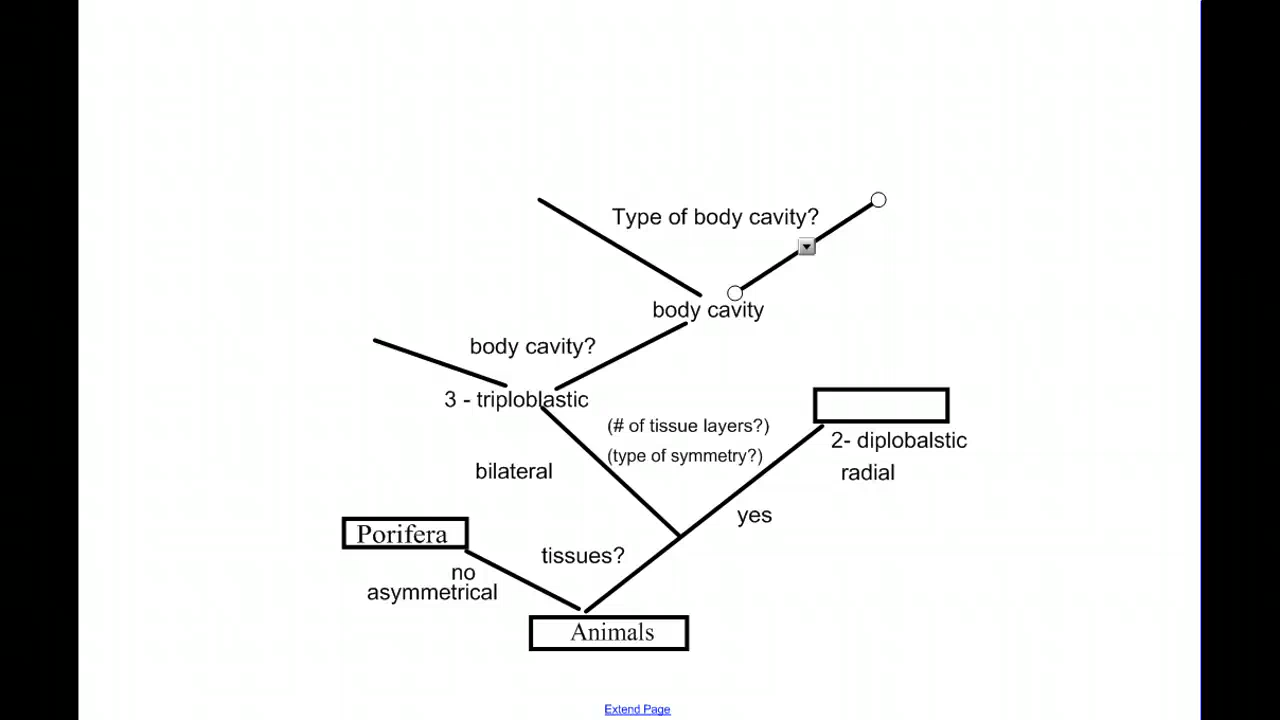 Type of body cavity?
body cavity
body cavity?
3 - triploblastic
(# of tissue layers?)
2- diplobalstic
(type of symmetry?)
bilateral
radial
yes
Porifera
tissues?
no
asymmetrical
Animals
Extend Page